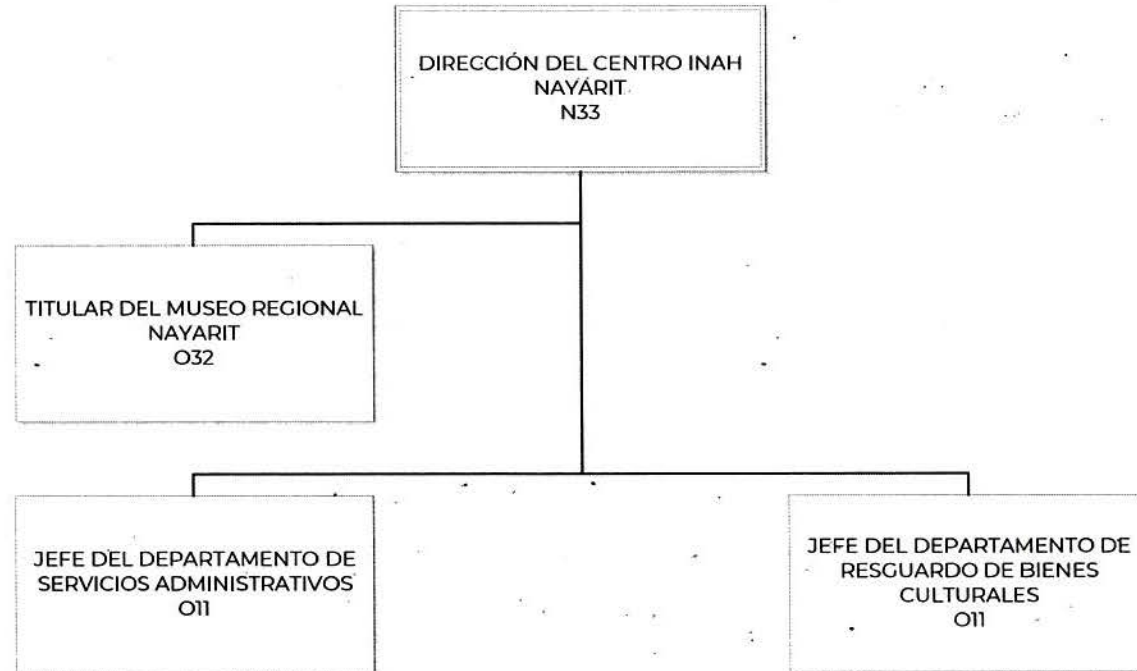 DIRECCIÓN DEL CENTRO INAH
NAYARIT
N33
TITULAR DEL MUSEO REGIONAL
NAYARIT
O32
JEFE DEL DEPARTAMENTO DE
SERVICIOS ADMINISTRATIVOS
O11
JEFE DEL DEPARTAMENTO DE
RESGUARDO DE BIENES
CULTURALES
O11